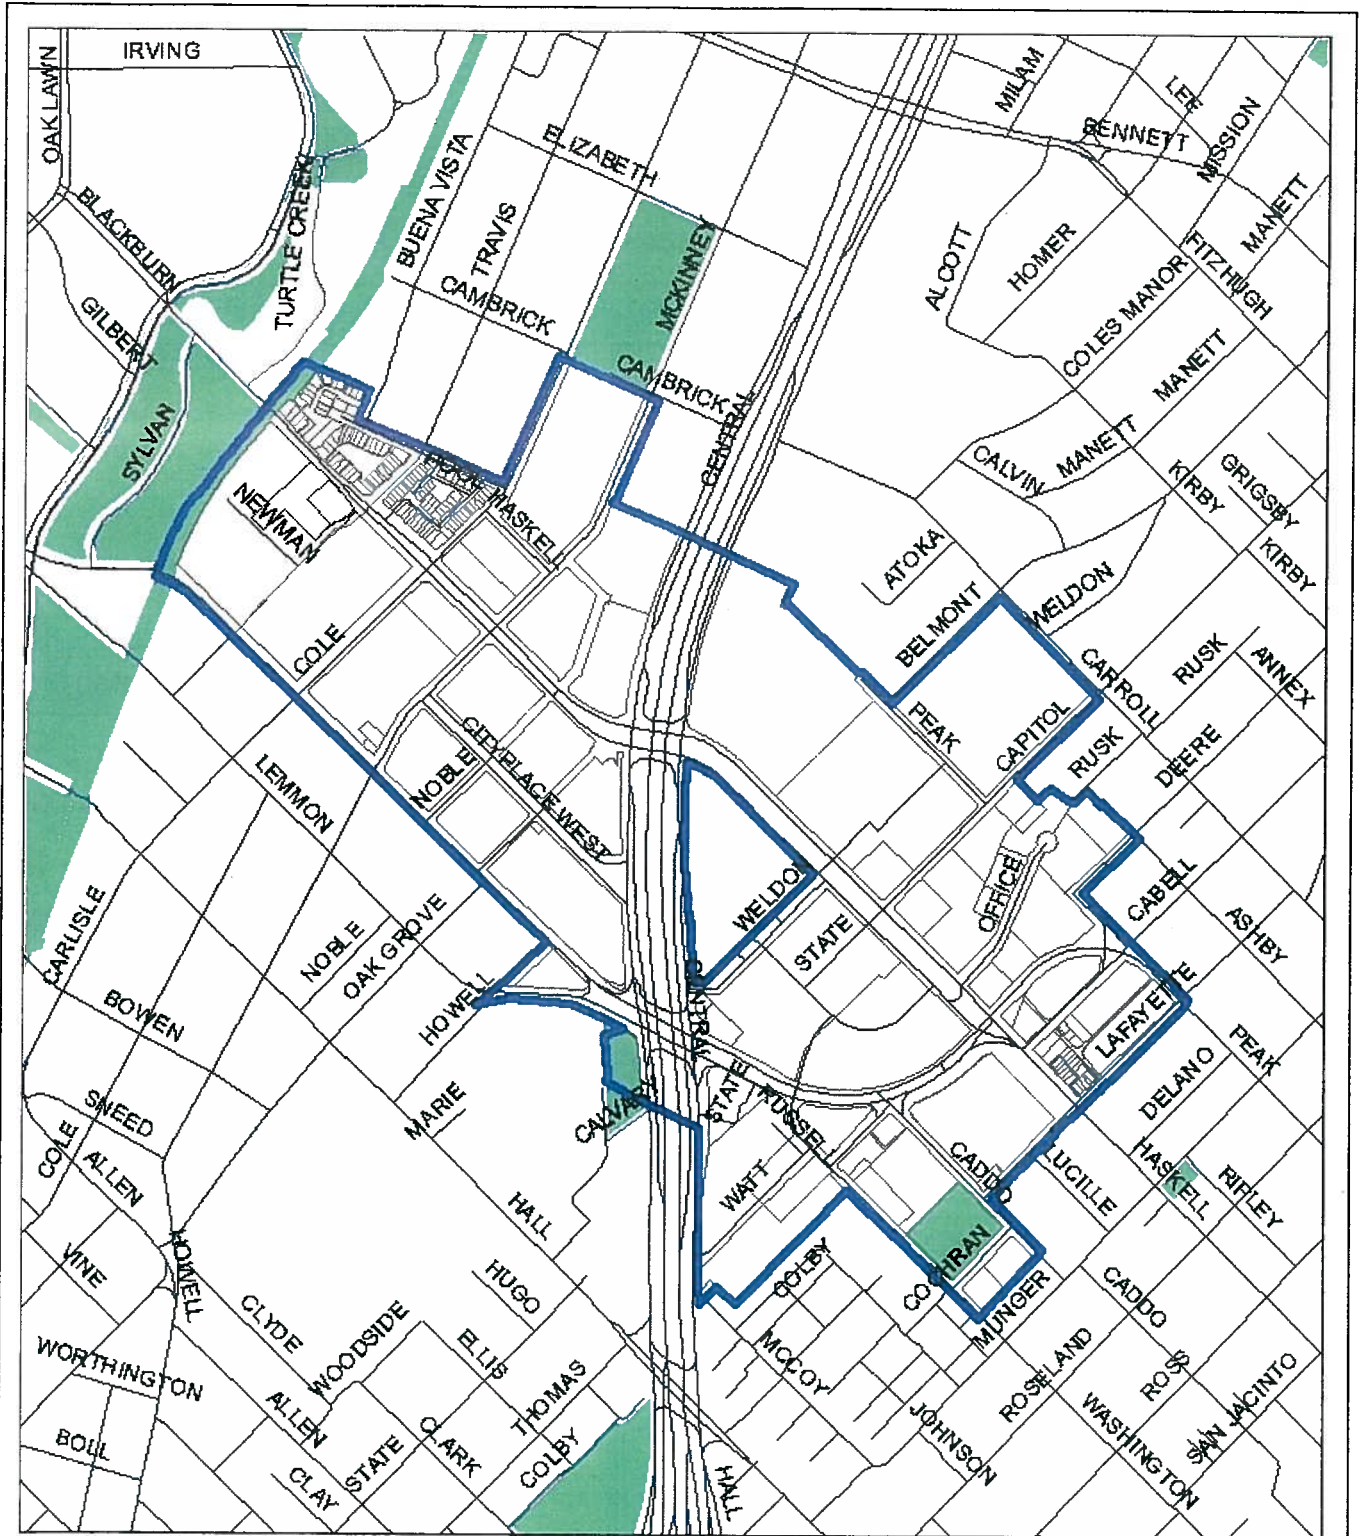 IRVING
OAK LAWN
MILAM
LEE
BENNETT
MISSION
ELIZABETH
BUENA VISTA
TURTLE CREEK
BLACKBURN
TRAVIS
MCKINNEY
MANETT
ALCOTT
HOMER
FITZHUGH
COLES MANOR
CAMBRICK
GILBERT
CAMBRICK
MANETT
SYLVAN
CENTRAL
MANETT
CALVIN
KIRBY
GRIGSBY
HASKELL
NEWMAN
ATOKA
KIRBY
BELMONT
WELDON
COLE
CARROLL
RUSK
ANNEX
PEAK
CAPITOL
RUSK
DEERE
CITYPLACE WEST
NOBLE
LEMMON
WELDON
OFFICE
CABELL
STATE
ASHBY
CARLISLE
NOBLE
OAK GROVE
HOWELL
CENTRAL
LAFAYETTE
BOWEN
PEAK
DELANO
SNEED
MARIE
CALVARY
STATE
RUSSELL
COLE
ALLEN
WATT
CADDO
LUCILLE
HASKELL
RIPLEY
HALL
COCHRAN
VINE
HOWELL
HUGO
COLBY
MUNGER
CADDO
CLYDE
WOODSIDE
ELLIS
MCCOY
ROSELAND
ROSS
WORTHINGTON
ALLEN
THOMAS
JOHNSON
WASHINGTON
SAN JACINTO
BOLL
STATE
CLARK
COLBY
CLAY
HALL